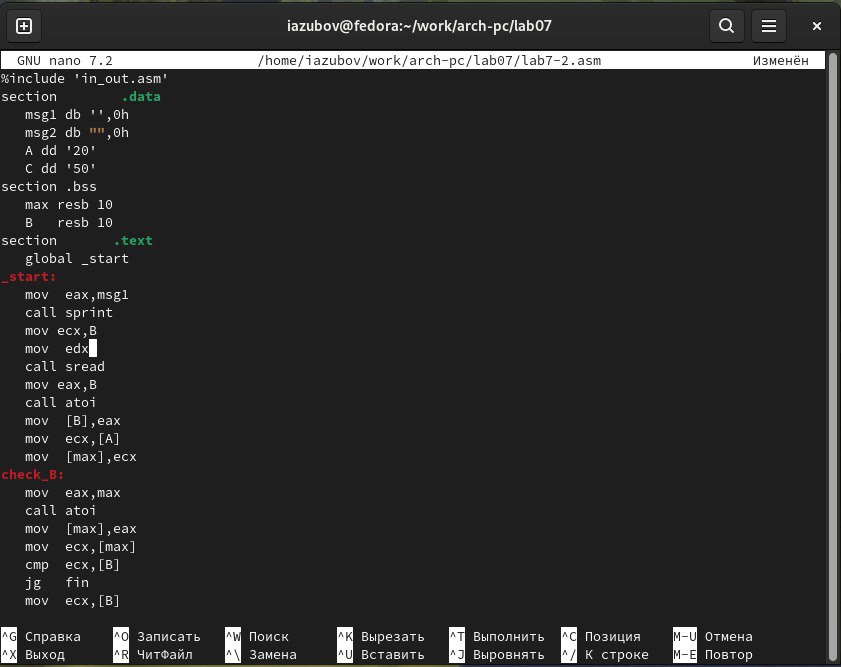 iazubov@fedora:~/work/arch-pc/lab07
GNU nano 7.2 /home/iazubov/work/arch-pc/lab07/lab7-2.asm Изменён
%include 'in_out.asm'
section        .data
   msg1 db '',0h
   msg2 db "",0h
   A dd '20'
   C dd '50'
section .bss
   max resb 10
   B   resb 10
section       .text
   global _start
_start:
   mov  eax,msg1
   call sprint
   mov ecx,B
   mov  edx
   call sread
   mov eax,B
   call atoi
   mov  [B],eax
   mov  ecx,[A]
   mov  [max],ecx
check_B:
   mov  eax,max
   call atoi
   mov  [max],eax
   mov  ecx,[max]
   cmp  ecx,[B]
   jg   fin
   mov  ecx,[B]
^G Справка ^O Записать ^W Поиск ^K Вырезать ^T Выполнить ^C Позиция M-U Отмена
^X Выход ^R ЧитФайл ^\ Замена ^U Вставить ^J Выровнять ^/ К строке M-E Повтор